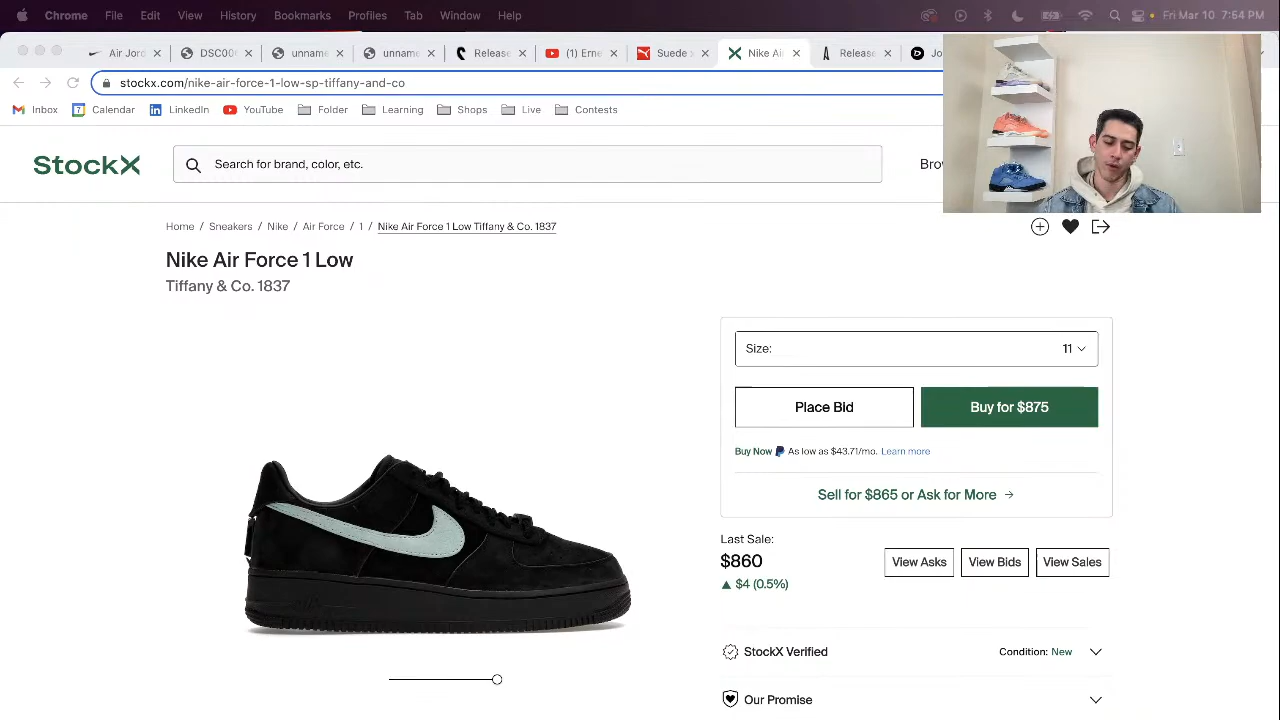 Chrome File Edit View History Bookmarks Profiles Tab Window Help Fri Mar 10 7:54 PM
Air Jord DSC00 unname unname Release (1) Erne Suede x Nike Air Release Jo
stockx.com/nike-air-force-1-low-sp-tiffany-and-co
Inbox Calendar LinkedIn YouTube Folder Learning Shops Live Contests
StockX Search for brand, color, etc. Brow
Home / Sneakers / Nike / Air Force / 1 / Nike Air Force 1 Low Tiffany & Co. 1837
Nike Air Force 1 Low
Tiffany & Co. 1837
Size: 11
Place Bid Buy for $875
Buy Now As low as $43.71/mo. Learn more
Sell for $865 or Ask for More →
Last Sale:
$860 View Asks View Bids View Sales
▲ $4 (0.5%)
StockX Verified Condition: New
Our Promise